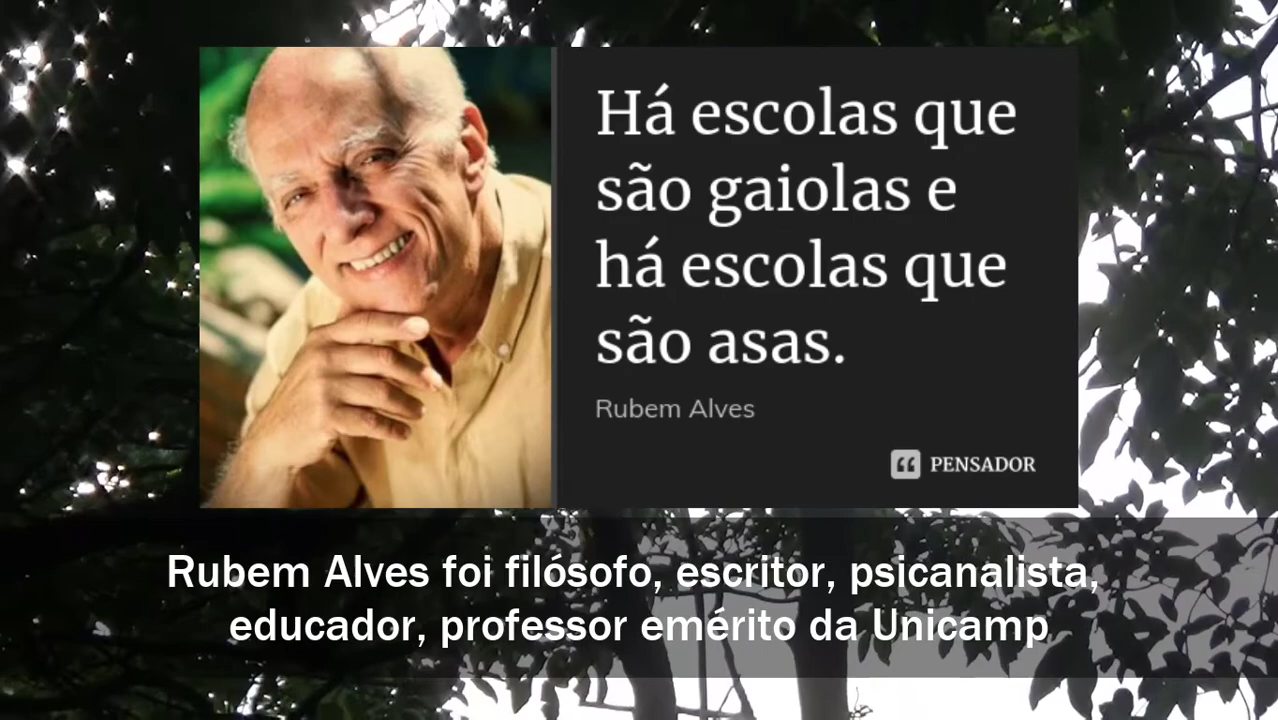 Há escolas que
são gaiolas e
há escolas que
são asas.
Rubem Alves
PENSADOR
Rubem Alves foi filósofo, escritor, psicanalista,
educador, professor emérito da Unicamp